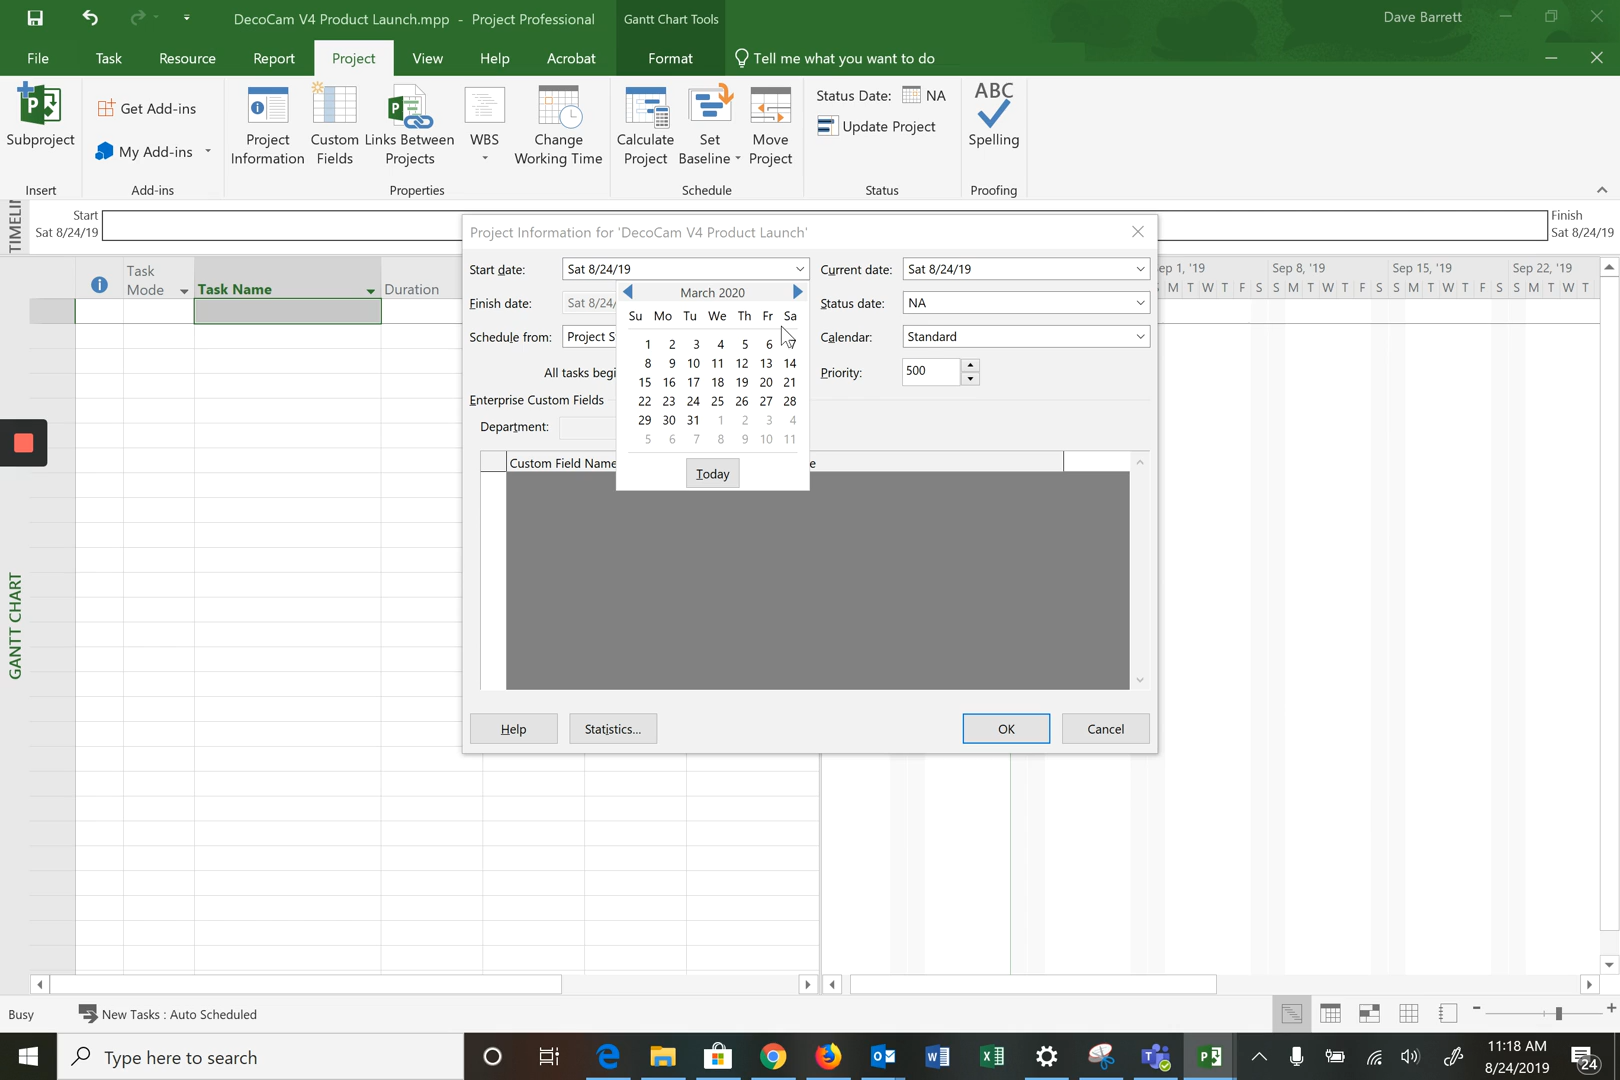 DecoCam V4 Product Launch.mpp - Project Professional
Gantt Chart Tools
Dave Barrett
File Task Resource Report Project View Help Acrobat Format Tell me what you want to do
Subproject
Get Add-ins
My Add-ins
Project Information
Custom Fields
Links Between Projects
WBS
Change Working Time
Calculate Project
Set Baseline
Move Project
Status Date: NA
Update Project
ABC
Spelling
Insert Add-ins Properties Schedule Status Proofing
Start
Sat 8/24/19
Finish
Sat 8/24/19
Task Mode
Task Name
Duration
ep 1, '19 Sep 8, '19 Sep 15, '19 Sep 22, '19
M T W T F S S M T W T F S S M T W T F S S M T W T
GANTT CHART
Project Information for 'DecoCam V4 Product Launch'
Start date: Sat 8/24/19
Current date: Sat 8/24/19
Finish date: Sat 8/24/
Status date: NA
Schedule from: Project S
Calendar: Standard
All tasks begi
Priority: 500
Enterprise Custom Fields
Department:
Custom Field Name
e
March 2020
Su Mo Tu We Th Fr Sa
1 2 3 4 5 6 7
8 9 10 11 12 13 14
15 16 17 18 19 20 21
22 23 24 25 26 27 28
29 30 31 1 2 3 4
5 6 7 8 9 10 11
Today
Help Statistics... OK Cancel
Busy
New Tasks : Auto Scheduled
Type here to search
11:18 AM
8/24/2019
24